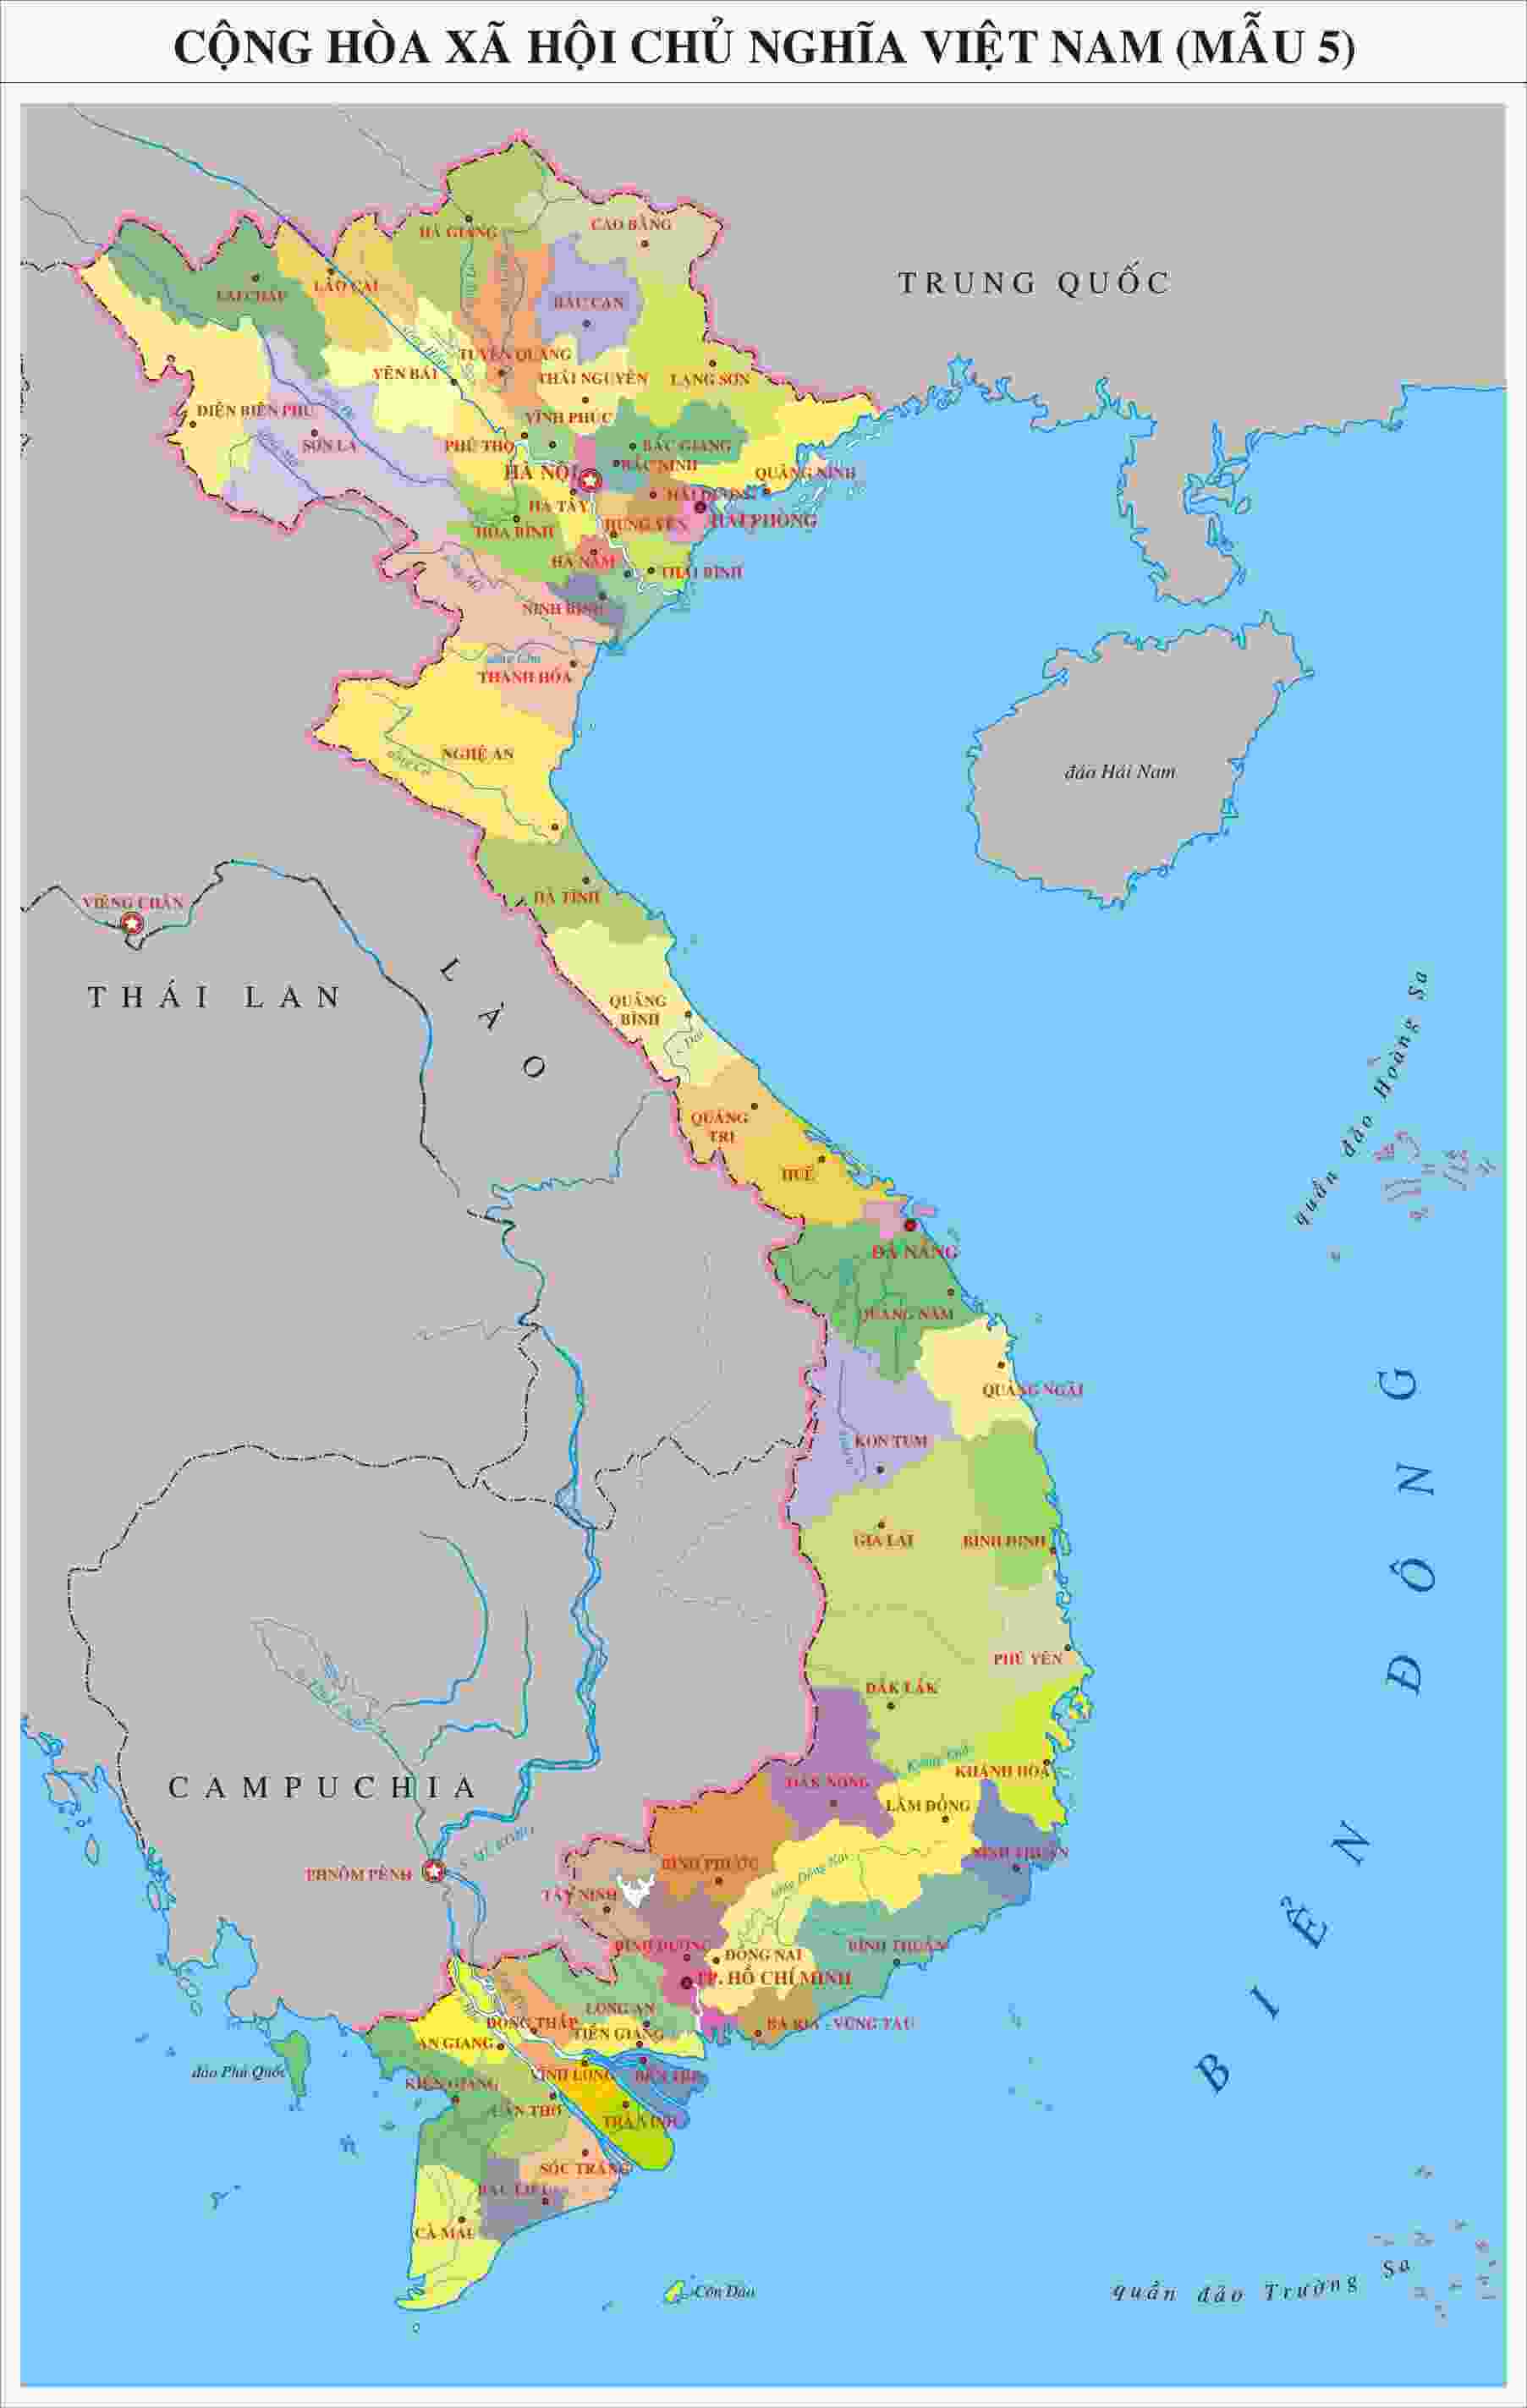 CỘNG HÒA XÃ HỘI CHỦ NGHĨA VIỆT NAM (MẪU 5)
HÀ GIANG
CAO BẰNG
TRUNG QUỐC
LAI CHÂU
LÀO CAI
BẮC CẠN
TUYÊN QUANG
YÊN BÁI
THÁI NGUYÊN
LẠNG SƠN
ĐIỆN BIÊN PHỦ
VĨNH PHÚC
SƠN LA
PHÚ THỌ
BẮC GIANG
HÀ NỘI
BẮC NINH
QUẢNG NINH
HẢI DƯƠNG
HÀ TÂY
HƯNG YÊN
HẢI PHÒNG
HÒA BÌNH
HÀ NAM
THÁI BÌNH
NINH BÌNH
THANH HÓA
NGHỆ AN
đảo Hải Nam
HÀ TĨNH
VIÊNG CHĂN
THÁI LAN
LÀO
QUẢNG
BÌNH
quần đảo Hoàng Sa
QUẢNG
TRỊ
HUẾ
ĐÀ NẴNG
QUẢNG NAM
QUẢNG NGÃI
KON TUM
GIA LAI
BÌNH ĐỊNH
PHÚ YÊN
ĐẮK LẮK
BIỂN ĐÔNG
CAMPUCHIA
ĐẮK NÔNG
KHÁNH HÒA
LÂM ĐỒNG
NINH THUẬN
BÌNH PHƯỚC
PHNÔM PÊNH
sông Đồng Nai
TÂY NINH
BÌNH DƯƠNG
ĐỒNG NAI
BÌNH THUẬN
TP. HỒ CHÍ MINH
LONG AN
ĐỒNG THÁP
TIỀN GIANG
BÀ RỊA - VŨNG TÀU
AN GIANG
đảo Phú Quốc
KIÊN GIANG
VĨNH LONG
BẾN TRE
CẦN THƠ
SÓC TRĂNG
BẠC LIÊU
CÀ MAU
Côn Đảo
quần đảo Trường Sa